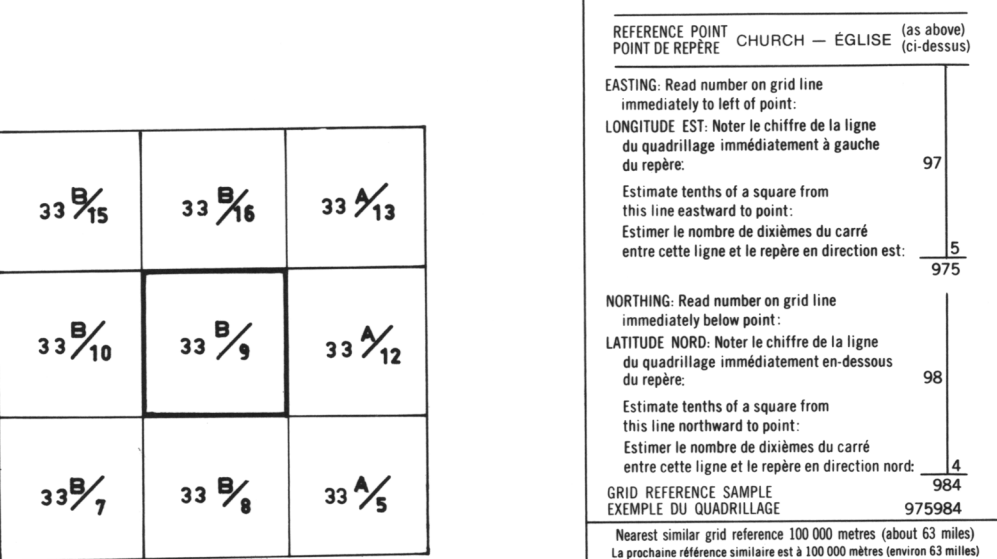 33 B/15
33 B/16
33 A/13
33 B/10
33 B/9
33 A/12
33 B/7
33 B/8
33 A/5
REFERENCE POINT
POINT DE REPÈRE
CHURCH — ÉGLISE
(as above)
(ci-dessus)
EASTING: Read number on grid line
immediately to left of point:
LONGITUDE EST: Noter le chiffre de la ligne
du quadrillage immédiatement à gauche
du repère: 97
Estimate tenths of a square from
this line eastward to point:
Estimer le nombre de dixièmes du carré
entre cette ligne et le repère en direction est: 5
975
NORTHING: Read number on grid line
immediately below point:
LATITUDE NORD: Noter le chiffre de la ligne
du quadrillage immédiatement en-dessous
du repère: 98
Estimate tenths of a square from
this line northward to point:
Estimer le nombre de dixièmes du carré
entre cette ligne et le repère en direction nord: 4
984
GRID REFERENCE SAMPLE
EXEMPLE DU QUADRILLAGE 975984
Nearest similar grid reference 100 000 metres (about 63 milles)
La prochaine référence similaire est à 100 000 mètres (environ 63 milles)